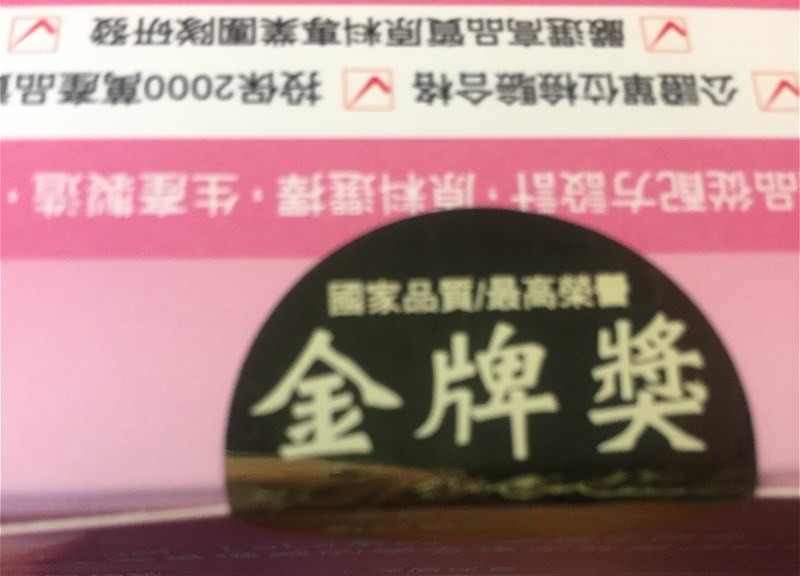 國家品質/最高榮譽
金牌獎
品從配方設計,原料選擇,生產製造,
公證單位檢驗合格 投保2000萬產品
嚴選高品質原料專業團隊研發